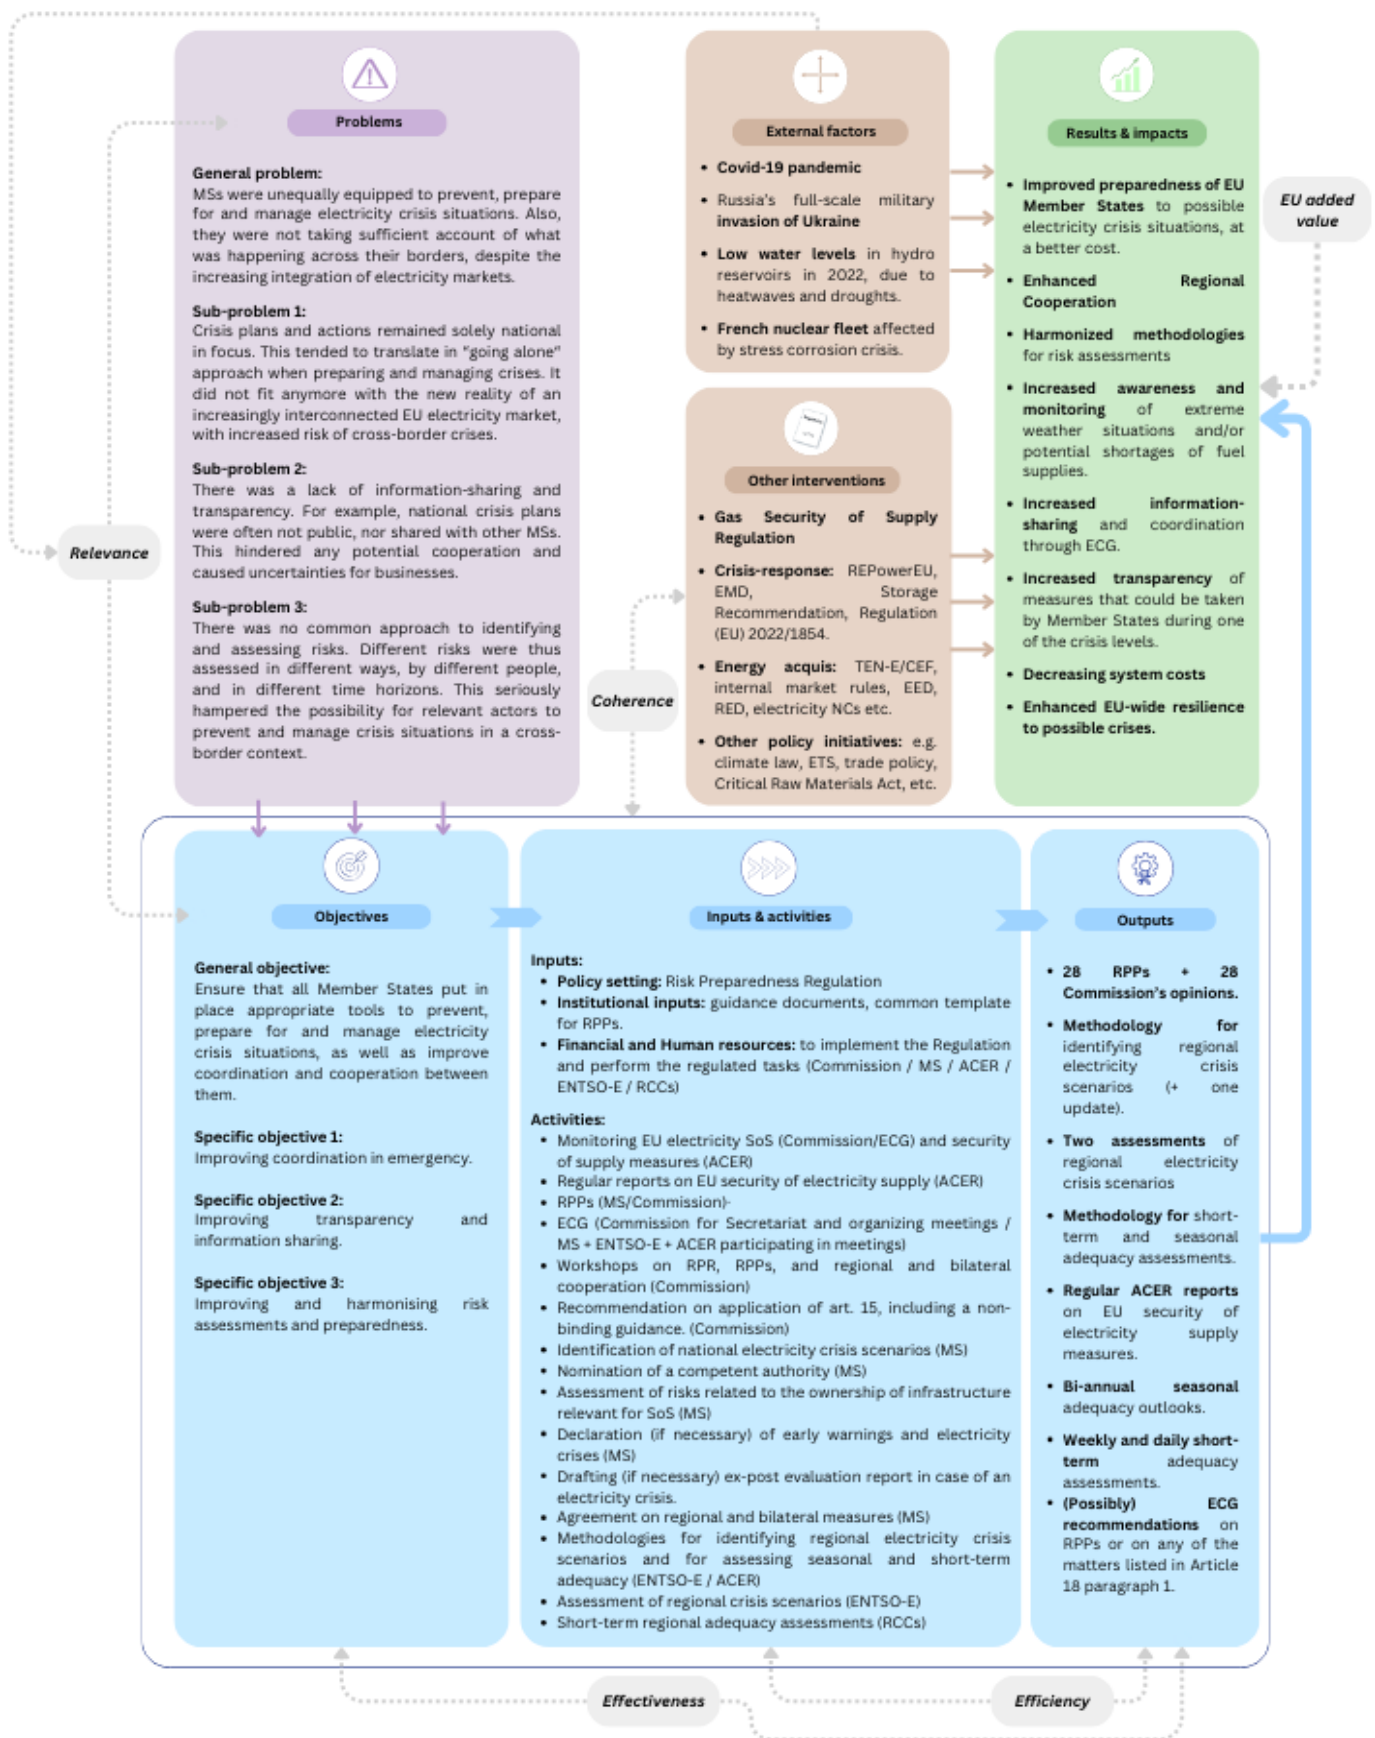 Problems
General problem:
MSs were unequally equipped to prevent, prepare
for and manage electricity crisis situations. Also,
they were not taking sufficient account of what
was happening across their borders, despite the
increasing integration of electricity markets.
Sub-problem 1:
Crisis plans and actions remained solely national
in focus. This tended to translate in "going alone"
approach when preparing and managing crises. It
did not fit anymore with the new reality of an
increasingly interconnected EU electricity market,
with increased risk of cross-border crises.
Sub-problem 2:
There was a lack of information-sharing and
transparency. For example, national crisis plans
were often not public, nor shared with other MSs.
This hindered any potential cooperation and
caused uncertainties for businesses.
Sub-problem 3:
There was no common approach to identifying
and assessing risks. Different risks were thus
assessed in different ways, by different people,
and in different time horizons. This seriously
hampered the possibility for relevant actors to
prevent and manage crisis situations in a cross-
border context.
External factors
• Covid-19 pandemic
• Russia's full-scale military
invasion of Ukraine
• Low water levels in hydro
reservoirs in 2022, due to
heatwaves and droughts.
• French nuclear fleet affected
by stress corrosion crisis.
Other interventions
• Gas Security of Supply
Regulation
• Crisis-response: REPowerEU,
EMD, Storage
Recommendation, Regulation
(EU) 2022/1854.
• Energy acquis: TEN-E/CEF,
internal market rules, EED,
RED, electricity NCs etc.
• Other policy initiatives: e.g.
climate law, ETS, trade policy,
Critical Raw Materials Act, etc.
Results & impacts
• Improved preparedness of EU
Member States to possible
electricity crisis situations, at
a better cost.
• Enhanced Regional
Cooperation
• Harmonized methodologies
for risk assessments
• Increased awareness and
monitoring of extreme
weather situations and/or
potential shortages of fuel
supplies.
• Increased information-
sharing and coordination
through ECG.
• Increased transparency of
measures that could be taken
by Member States during one
of the crisis levels.
• Decreasing system costs
• Enhanced EU-wide resilience
to possible crises.
EU added
value
Relevance
Coherence
Objectives
General objective:
Ensure that all Member States put in
place appropriate tools to prevent,
prepare for and manage electricity
crisis situations, as well as improve
coordination and cooperation between
them.
Specific objective 1:
Improving coordination in emergency.
Specific objective 2:
Improving transparency and
information sharing.
Specific objective 3:
Improving and harmonising risk
assessments and preparedness.
Inputs & activities
Inputs:
• Policy setting: Risk Preparedness Regulation
• Institutional inputs: guidance documents, common template
for RPPs.
• Financial and Human resources: to implement the Regulation
and perform the regulated tasks (Commission / MS / ACER /
ENTSO-E / RCCs)
Activities:
• Monitoring EU electricity SoS (Commission/ECG) and security
of supply measures (ACER)
• Regular reports on EU security of electricity supply (ACER)
• RPPs (MS/Commission)-
• ECG (Commission for Secretariat and organizing meetings /
MS + ENTSO-E + ACER participating in meetings)
• Workshops on RPR, RPPs, and regional and bilateral
cooperation (Commission)
• Recommendation on application of art. 15, including a non-
binding guidance. (Commission)
• Identification of national electricity crisis scenarios (MS)
• Nomination of a competent authority (MS)
• Assessment of risks related to the ownership of infrastructure
relevant for SoS (MS)
• Declaration (if necessary) of early warnings and electricity
crises (MS)
• Drafting (if necessary) ex-post evaluation report in case of an
electricity crisis.
• Agreement on regional and bilateral measures (MS)
• Methodologies for identifying regional electricity crisis
scenarios and for assessing seasonal and short-term
adequacy (ENTSO-E / ACER)
• Assessment of regional crisis scenarios (ENTSO-E)
• Short-term regional adequacy assessments (RCCs)
Outputs
• 28 RPPs + 28
Commission's opinions.
• Methodology for
identifying regional
electricity crisis
scenarios (+ one
update).
• Two assessments of
regional electricity
crisis scenarios
• Methodology for short-
term and seasonal
adequacy assessments.
• Regular ACER reports
on EU security of
electricity supply
measures.
• Bi-annual seasonal
adequacy outlooks.
• Weekly and daily short-
term adequacy
assessments.
• (Possibly) ECG
recommendations on
RPPs or on any of the
matters listed in Article
18 paragraph 1.
Effectiveness
Efficiency